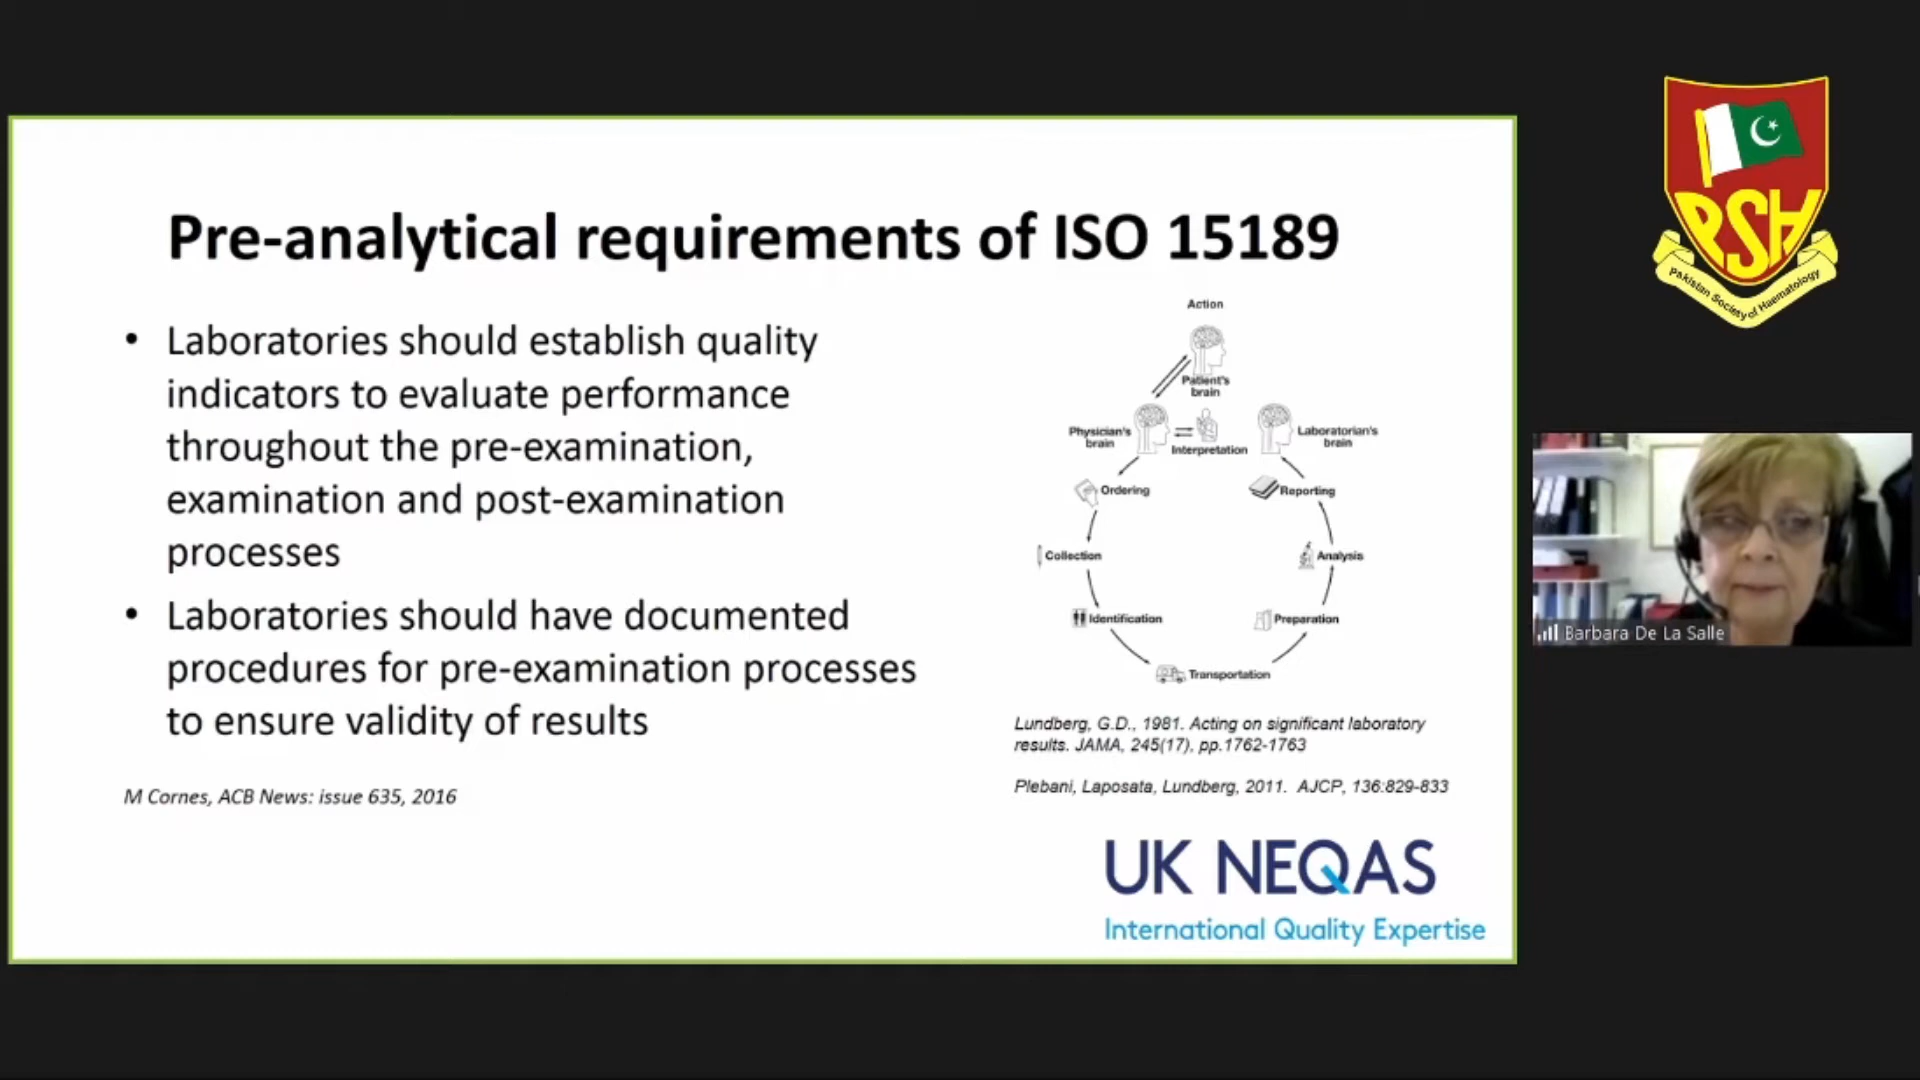 Pre-analytical requirements of ISO 15189
• Laboratories should establish quality
indicators to evaluate performance
throughout the pre-examination,
examination and post-examination
processes
• Laboratories should have documented
procedures for pre-examination processes
to ensure validity of results
M Cornes, ACB News: issue 635, 2016
Action
Patient's
brain
Physician's
brain
Interpretation
Laboratorian's
brain
Ordering
Reporting
Collection
Analysis
Identification
Preparation
Transportation
Lundberg, G.D., 1981. Acting on significant laboratory
results. JAMA, 245(17), pp.1762-1763
Plebani, Laposata, Lundberg, 2011. AJCP, 136:829-833
UK NEQAS
International Quality Expertise
PSH
Pakistan Society of Haematology
Barbara De La Salle